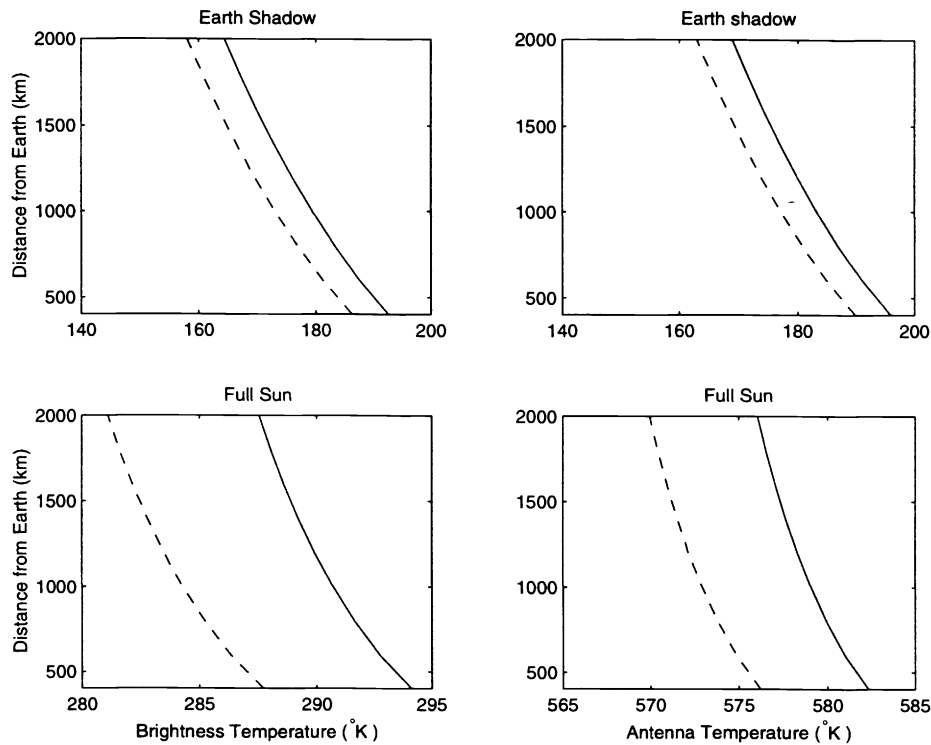 Earth Shadow
2000
1500
1000
500
140 160 180 200
Distance from Earth (km)
Earth shadow
2000
1500
1000
500
140 160 180 200
Full Sun
2000
1500
1000
500
280 285 290 295
Distance from Earth (km)
Brightness Temperature (°K)
Full Sun
2000
1500
1000
500
565 570 575 580 585
Antenna Temperature (°K)